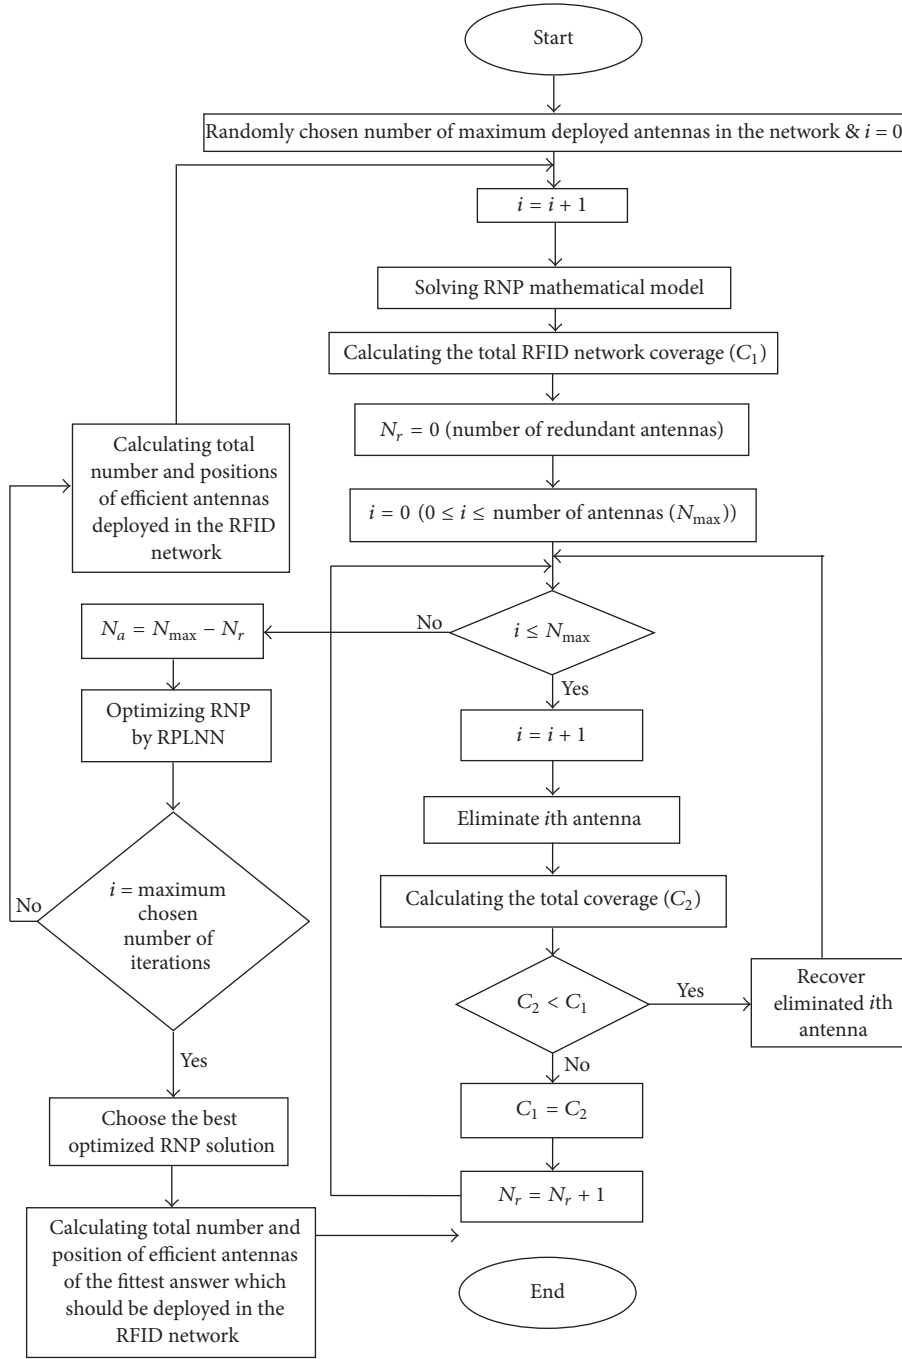 Start
Randomly chosen number of maximum deployed antennas in the network & i = 0
i = i + 1
Solving RNP mathematical model
Calculating the total RFID network coverage (C₁)
Nᵣ = 0 (number of redundant antennas)
i = 0 (0 ≤ i ≤ number of antennas (Nmax))
i ≤ Nmax
No
Yes
i = i + 1
Eliminate ith antenna
Calculating the total coverage (C₂)
C₂ < C₁
Yes
Recover
eliminated ith
antenna
No
C₁ = C₂
Nᵣ = Nᵣ + 1
Calculating total
number and positions
of efficient antennas
deployed in the RFID
network
Nₐ = Nmax − Nᵣ
Optimizing RNP
by RPLNN
i = maximum
chosen
number of
iterations
No
Yes
Choose the best
optimized RNP solution
Calculating total number and
position of efficient antennas
of the fittest answer which
should be deployed in the
RFID network
End